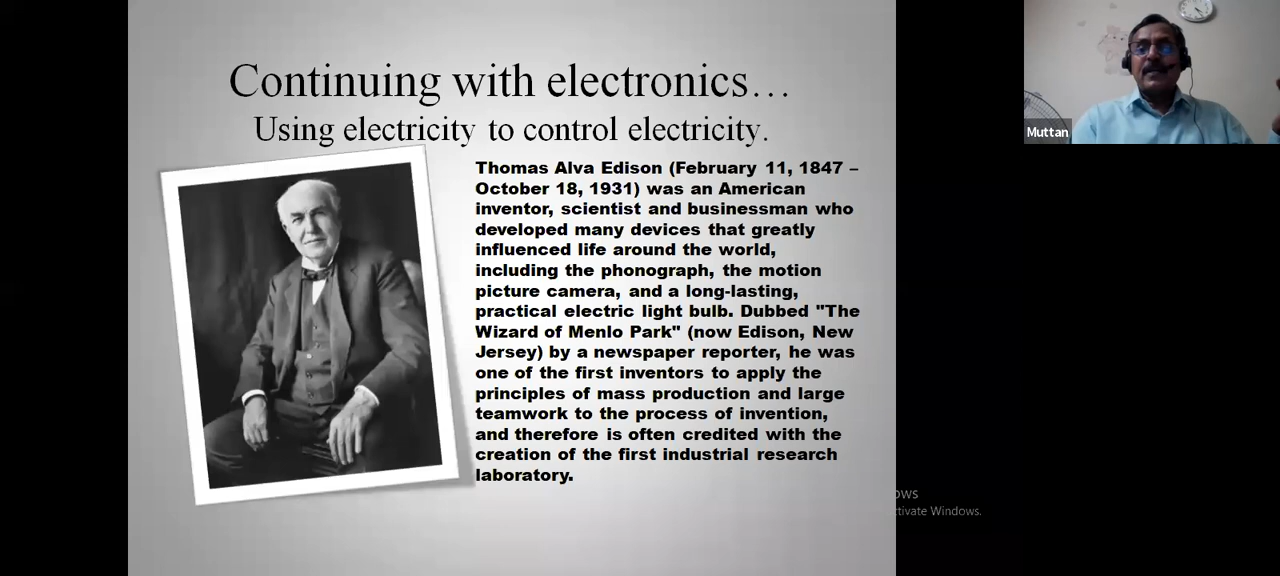 Continuing with electronics...
Using electricity to control electricity.
Thomas Alva Edison (February 11, 1847 –
October 18, 1931) was an American
inventor, scientist and businessman who
developed many devices that greatly
influenced life around the world,
including the phonograph, the motion
picture camera, and a long-lasting,
practical electric light bulb. Dubbed "The
Wizard of Menlo Park" (now Edison, New
Jersey) by a newspaper reporter, he was
one of the first inventors to apply the
principles of mass production and large
teamwork to the process of invention,
and therefore is often credited with the
creation of the first industrial research
laboratory.
Muttan
ows
ctivate Windows.